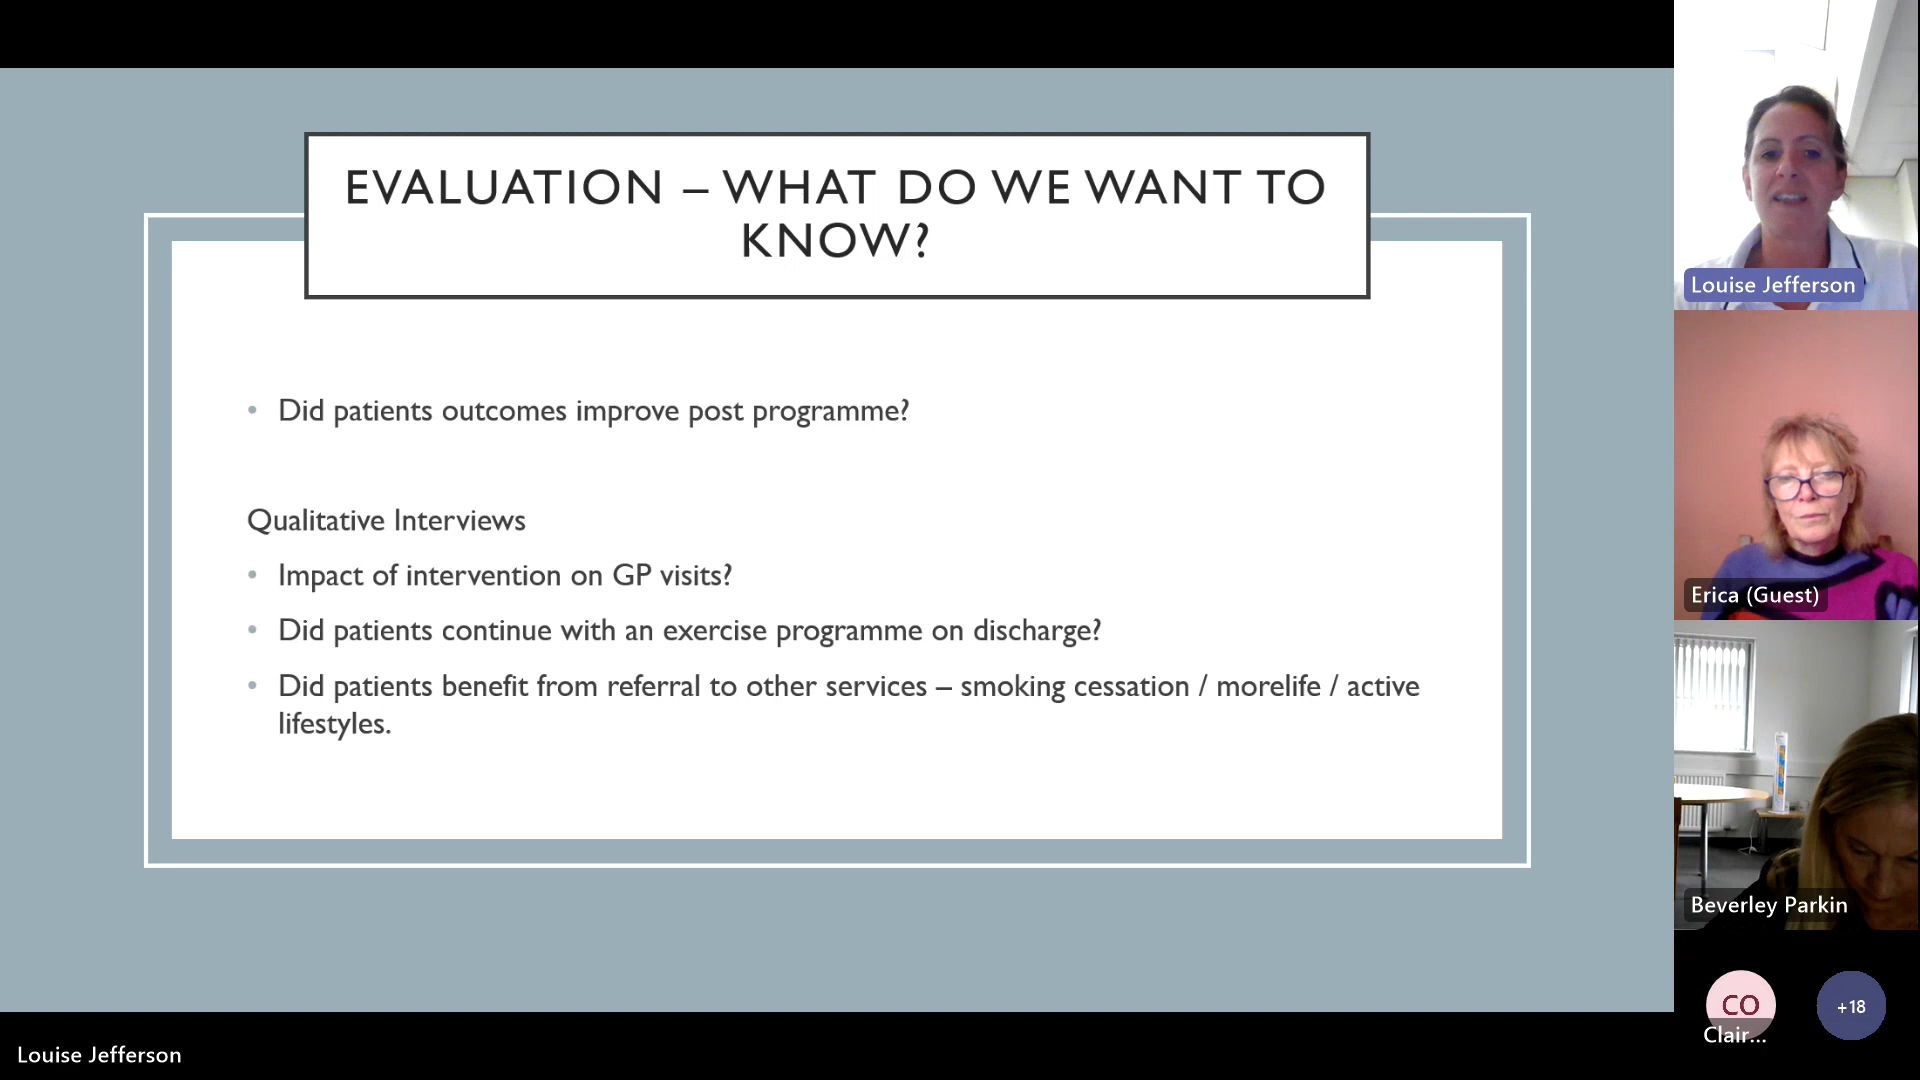 EVALUATION – WHAT DO WE WANT TO
KNOW?
• Did patients outcomes improve post programme?
Qualitative Interviews
• Impact of intervention on GP visits?
• Did patients continue with an exercise programme on discharge?
• Did patients benefit from referral to other services – smoking cessation / morelife / active
lifestyles.
Louise Jefferson
Erica (Guest)
Beverley Parkin
CO
Clair...
+18
Louise Jefferson